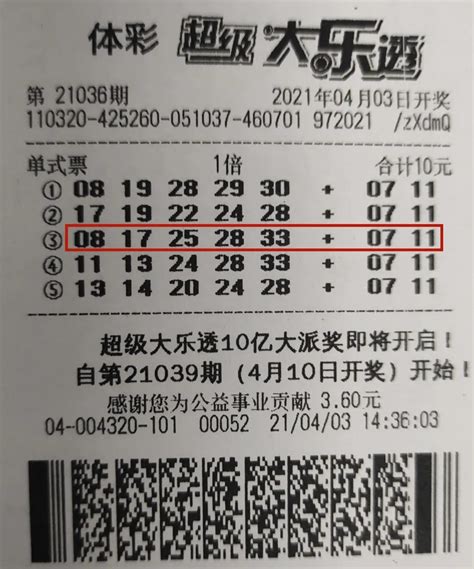 体彩 超级大乐透
第 21036期 2021年04月03日开奖
110320-425260-051037-460701 972021 /zXdmQ
单式票 1倍 合计10元
① 08 19 28 29 30 + 07 11
② 17 19 22 24 28 + 07 11
③ 08 17 25 28 33 + 07 11
④ 11 13 24 28 33 + 07 11
⑤ 13 14 20 24 28 + 07 11
超级大乐透10亿大派奖即将开启！
自第21039期（4月10日开奖）开始！
感谢您为公益事业贡献 3.60元
04-004320-101 00052 21/04/03 14:36:03